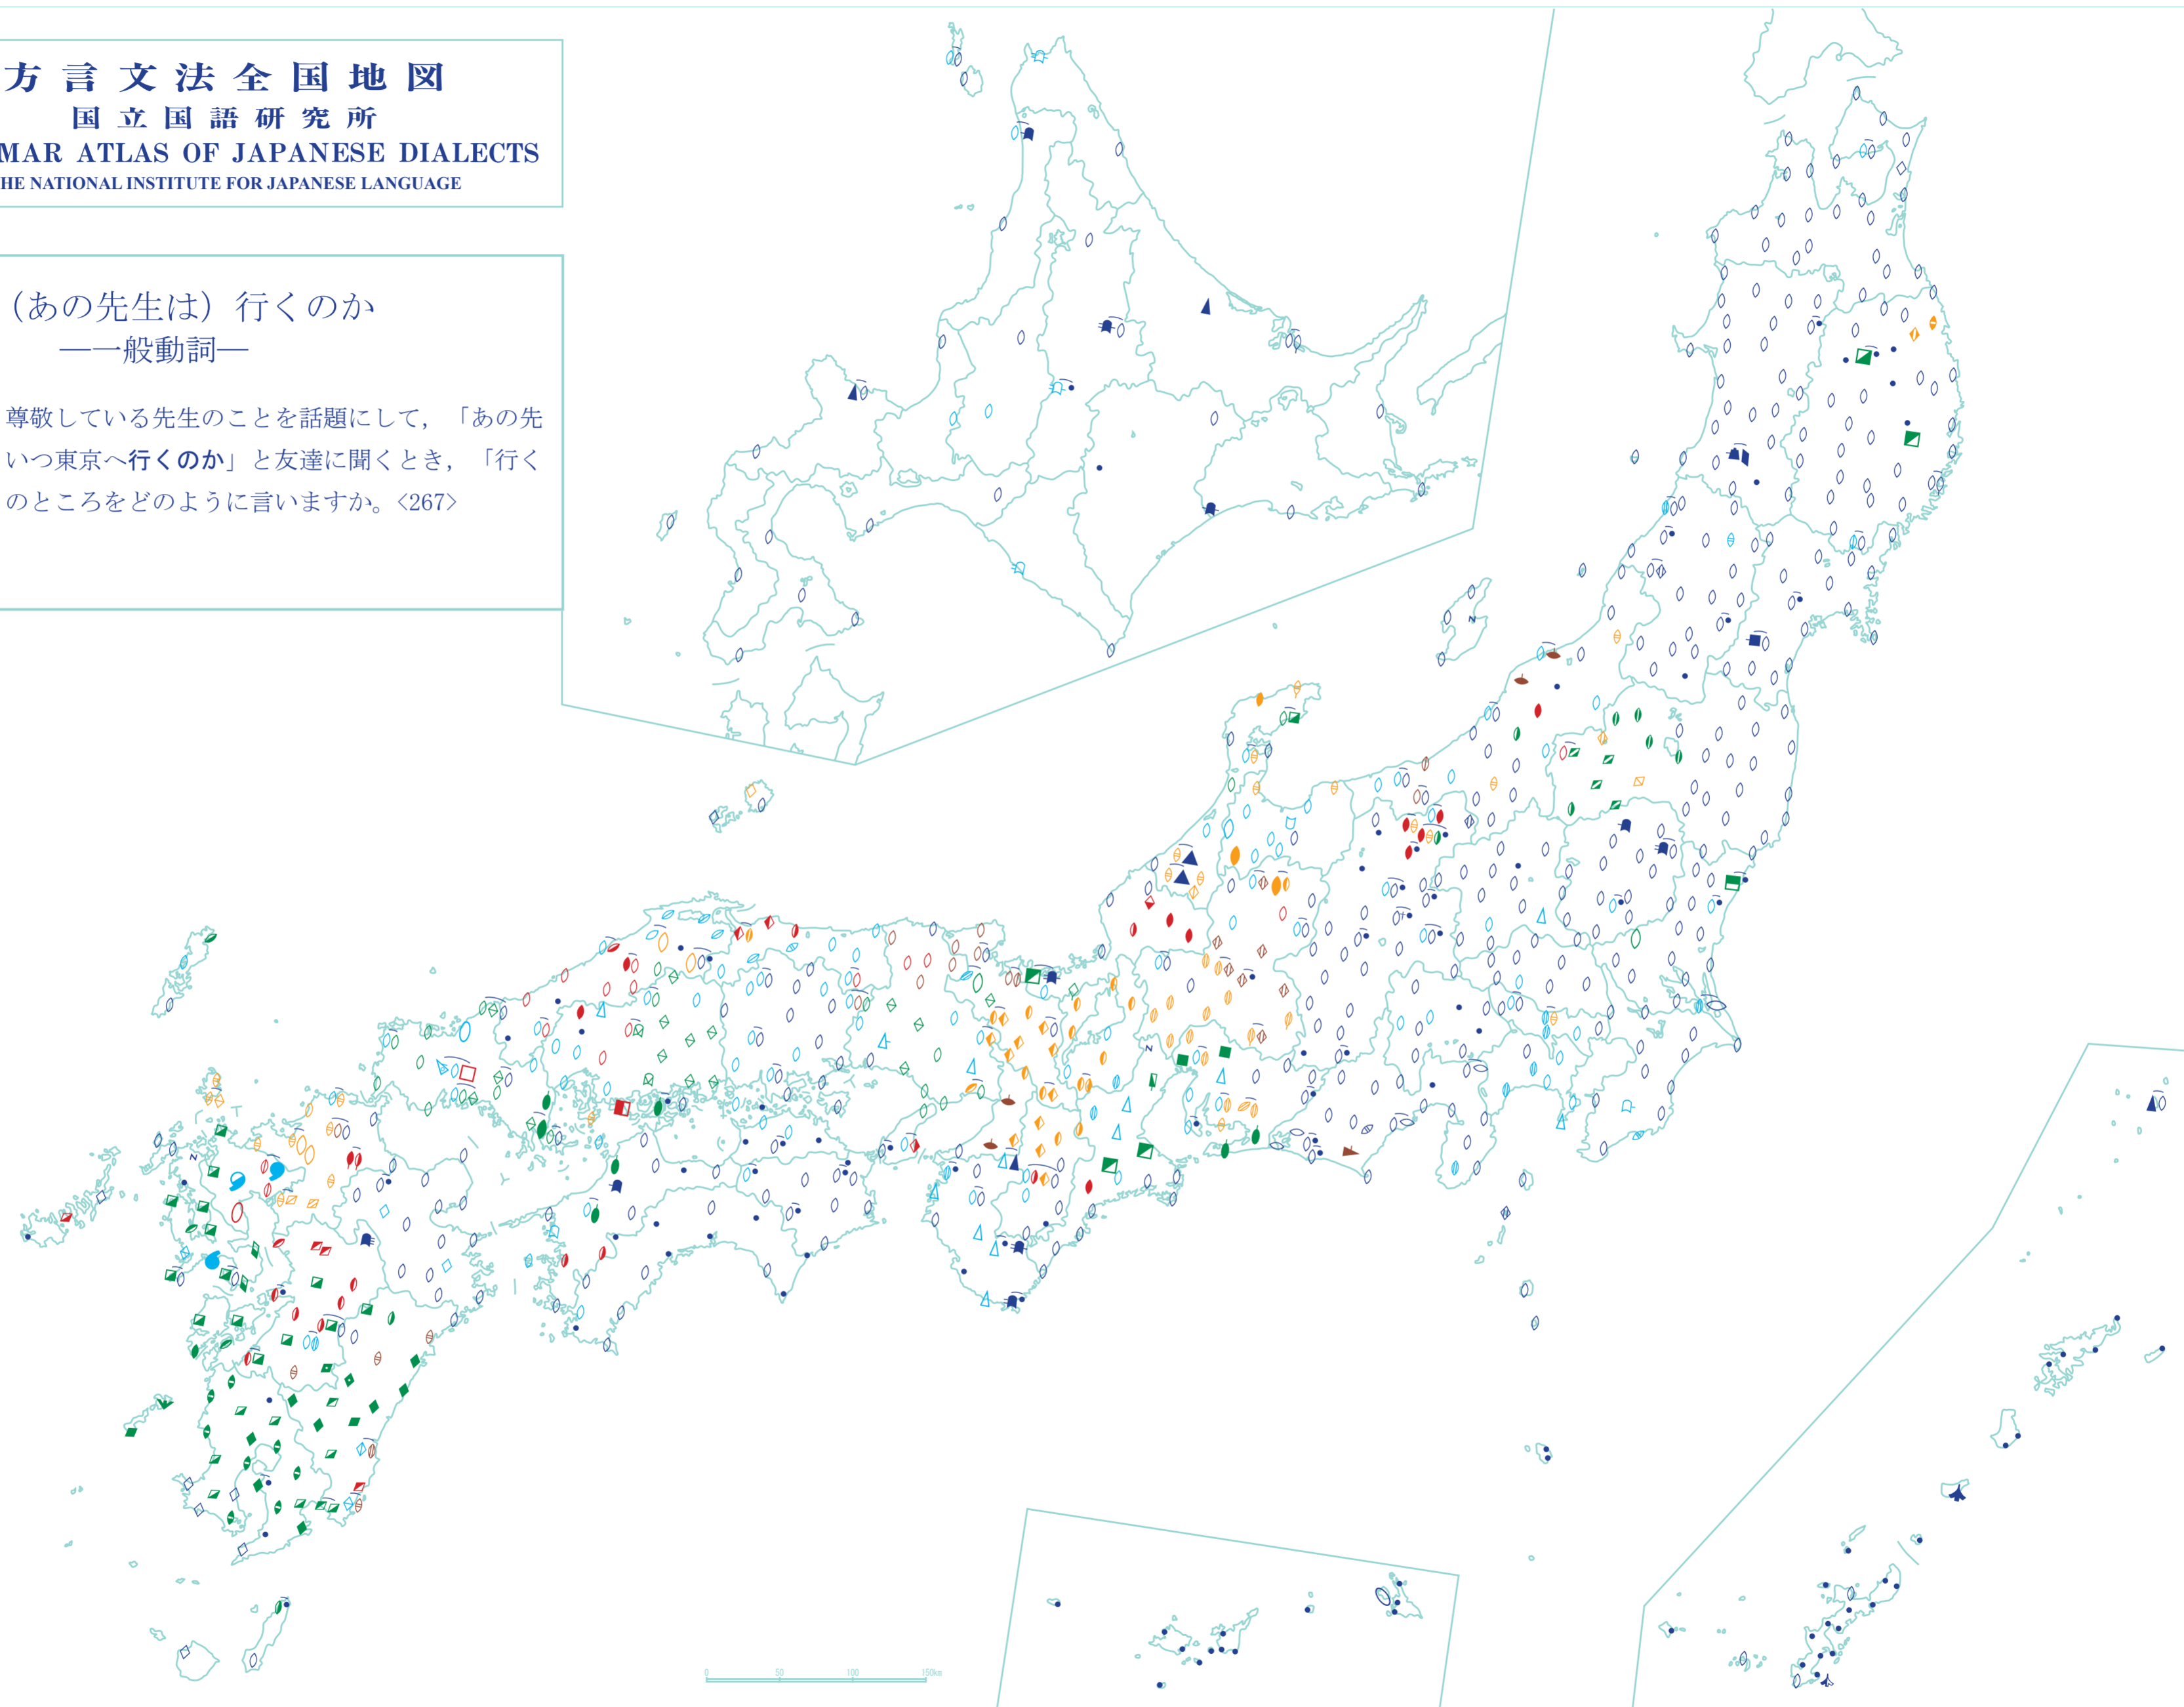 方言文法全国地図
国立国語研究所
MAR ATLAS OF JAPANESE DIALECTS
HE NATIONAL INSTITUTE FOR JAPANESE LANGUAGE
(あの先生は)行くのか
―一般動詞―
尊敬している先生のことを話題にして,「あの先
いつ東京へ行くのか」と友達に聞くとき,「行く
のところをどのように言いますか。<267>
N
N
N
0 50 100 150km